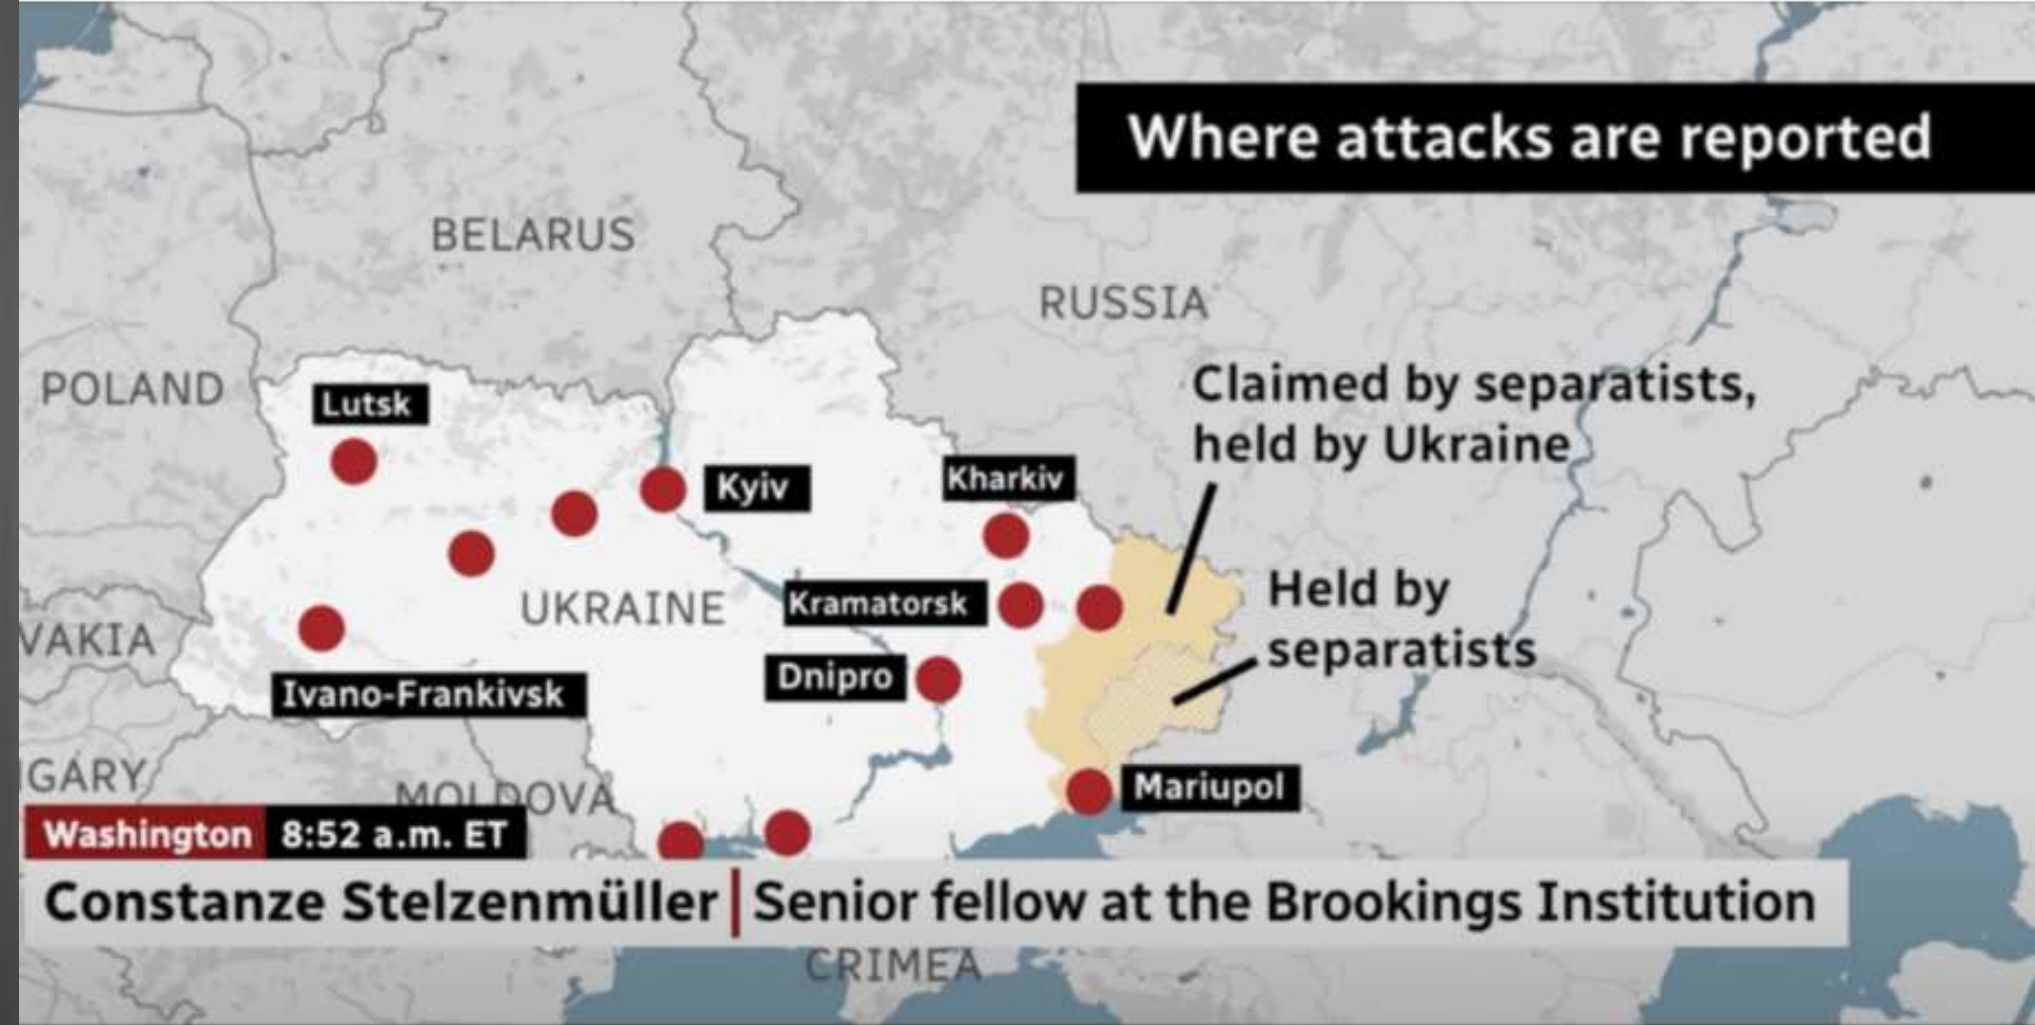 Where attacks are reported
BELARUS
RUSSIA
POLAND
Claimed by separatists,
held by Ukraine
Lutsk
Kyiv
Kharkiv
Held by
separatists
UKRAINE
Kramatorsk
VAKIA
Dnipro
Ivano-Frankivsk
GARY
MOLDOVA
Mariupol
Washington 8:52 a.m. ET
Constanze Stelzenmüller | Senior fellow at the Brookings Institution
CRIMEA